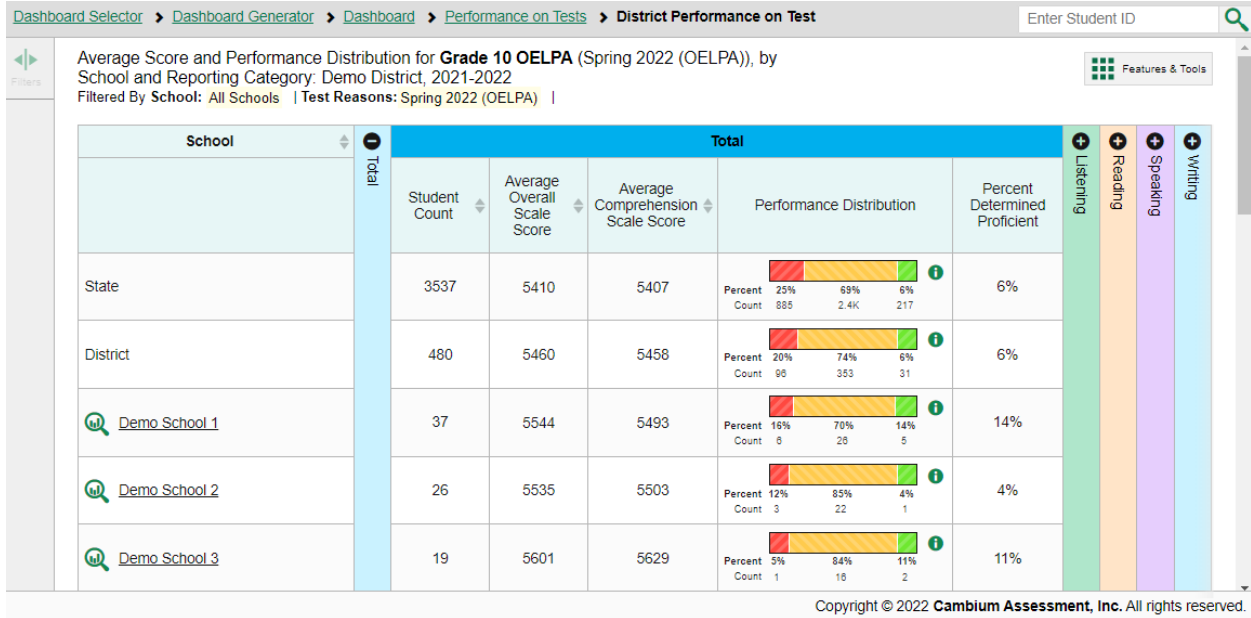 Dashboard Selector > Dashboard Generator > Dashboard > Performance on Tests > District Performance on Test
Enter Student ID
Filters
Average Score and Performance Distribution for Grade 10 OELPA (Spring 2022 (OELPA)), by
School and Reporting Category: Demo District, 2021-2022
Filtered By School: All Schools | Test Reasons: Spring 2022 (OELPA) |
Features & Tools
School
Total
Total
Listening
Reading
Speaking
Writing
Student Count
Average Overall Scale Score
Average Comprehension Scale Score
Performance Distribution
Percent Determined Proficient
State 3537 5410 5407 6%
Percent 25% 69% 6%
Count 885 2.4K 217
District 480 5460 5458 6%
Percent 20% 74% 6%
Count 96 353 31
Demo School 1 37 5544 5493 14%
Percent 16% 70% 14%
Count 6 26 5
Demo School 2 26 5535 5503 4%
Percent 12% 85% 4%
Count 3 22 1
Demo School 3 19 5601 5629 11%
Percent 5% 84% 11%
Count 1 16 2
Copyright © 2022 Cambium Assessment, Inc. All rights reserved.